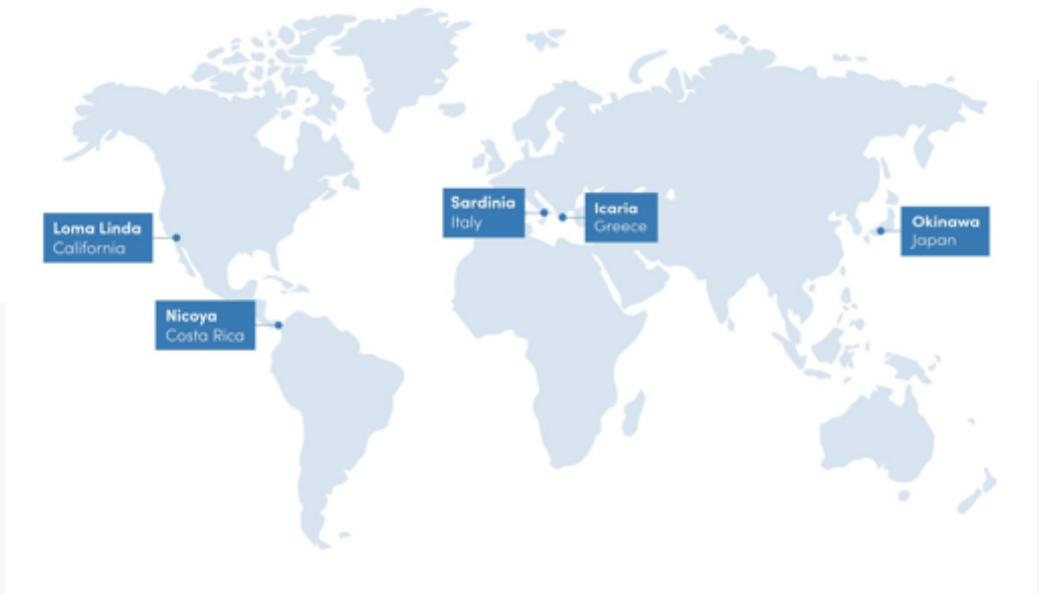 Loma Linda
California
Nicoya
Costa Rica
Sardinia
Italy
Icaria
Greece
Okinawa
Japan